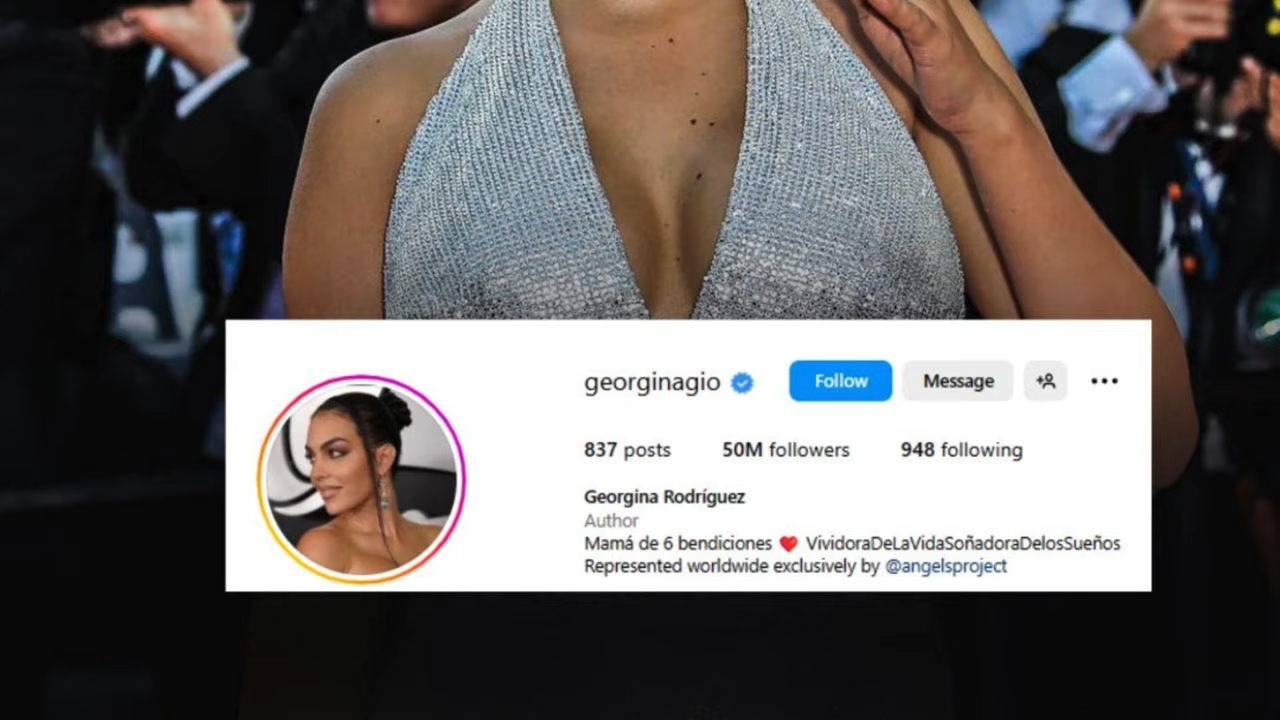 georginagio
Follow
Message
837 posts
50M followers
948 following
Georgina Rodríguez
Author
Mamá de 6 bendiciones ❤️ VividoraDeLaVidaSoñadoraDelosSueños
Represented worldwide exclusively by @angelsproject